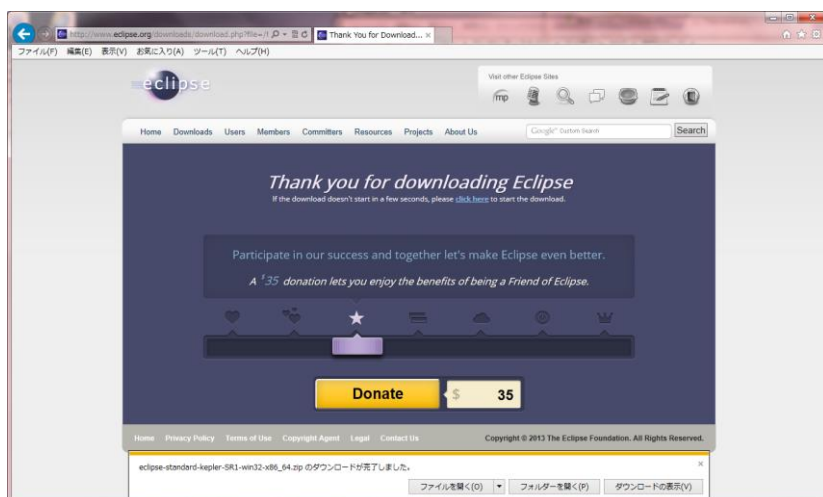 http://www.eclipse.org/downloads/download.php?file=/t
Thank You for Download...
ファイル(F) 編集(E) 表示(V) お気に入り(A) ツール(T) ヘルプ(H)
eclipse
Visit other Eclipse Sites
mp
Home Downloads Users Members Committers Resources Projects About Us
Google™ Custom Search
Search
Thank you for downloading Eclipse
If the download doesn't start in a few seconds, please click here to start the download.
Participate in our success and together let's make Eclipse even better.
A $35 donation lets you enjoy the benefits of being a Friend of Eclipse.
Donate
$ 35
Home Privacy Policy Terms of Use Copyright Agent Legal Contact Us
Copyright © 2013 The Eclipse Foundation. All Rights Reserved.
eclipse-standard-kepler-SR1-win32-x86_64.zip のダウンロードが完了しました。
ファイルを開く(O) フォルダーを開く(P) ダウンロードの表示(V)